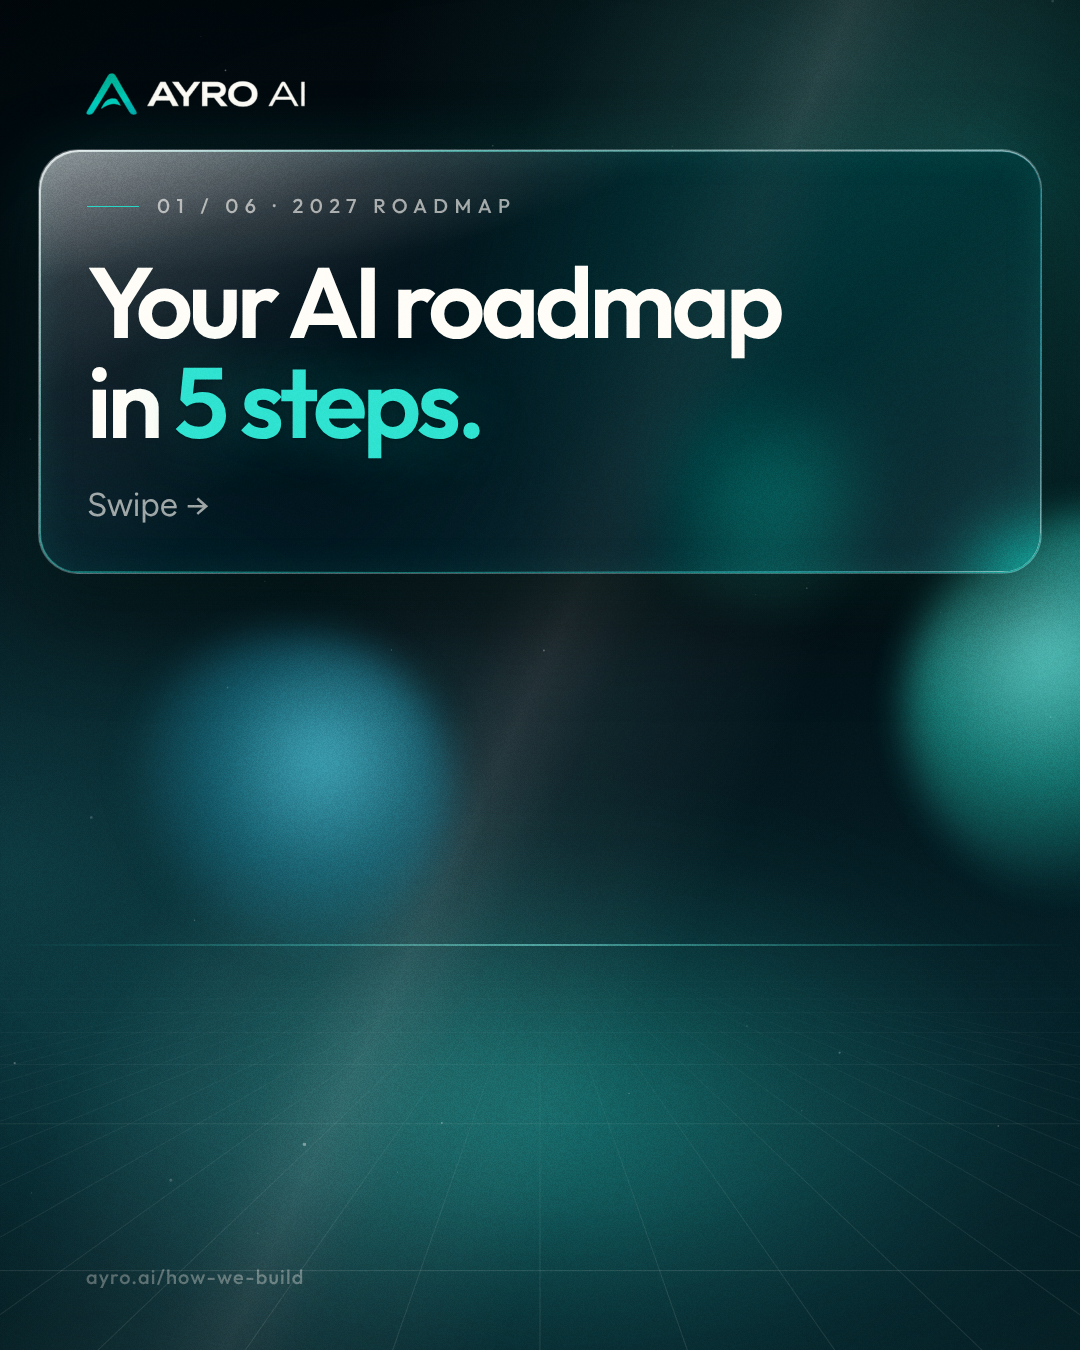 AYRO AI
01 / 06 · 2027 ROADMAP
Your AI roadmap
in 5 steps.
Swipe →
ayro.ai/how-we-build